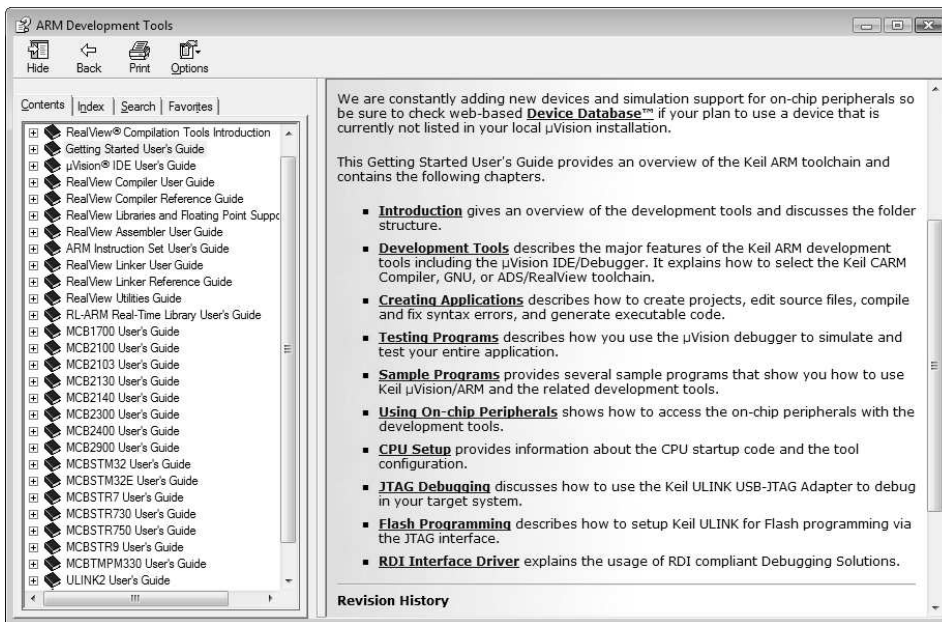 ARM Development Tools
Hide Back Print Options
Contents Index Search Favorites
RealView® Compilation Tools Introduction
Getting Started User's Guide
µVision® IDE User's Guide
RealView Compiler User Guide
RealView Compiler Reference Guide
RealView Libraries and Floating Point Suppc
RealView Assembler User Guide
ARM Instruction Set User's Guide
RealView Linker User Guide
RealView Linker Reference Guide
RealView Utilities Guide
RL-ARM Real-Time Library User's Guide
MCB1700 User's Guide
MCB2100 User's Guide
MCB2103 User's Guide
MCB2130 User's Guide
MCB2140 User's Guide
MCB2300 User's Guide
MCB2400 User's Guide
MCB2900 User's Guide
MCBSTM32 User's Guide
MCBSTM32E User's Guide
MCBSTR7 User's Guide
MCBSTR730 User's Guide
MCBSTR750 User's Guide
MCBSTR9 User's Guide
MCBTMPM330 User's Guide
ULINK2 User's Guide
We are constantly adding new devices and simulation support for on-chip peripherals so
be sure to check web-based Device Database™ if your plan to use a device that is
currently not listed in your local µVision installation.
This Getting Started User's Guide provides an overview of the Keil ARM toolchain and
contains the following chapters.
▪ Introduction gives an overview of the development tools and discusses the folder
structure.
▪ Development Tools describes the major features of the Keil ARM development
tools including the µVision IDE/Debugger. It explains how to select the Keil CARM
Compiler, GNU, or ADS/RealView toolchain.
▪ Creating Applications describes how to create projects, edit source files, compile
and fix syntax errors, and generate executable code.
▪ Testing Programs describes how you use the µVision debugger to simulate and
test your entire application.
▪ Sample Programs provides several sample programs that show you how to use
Keil µVision/ARM and the related development tools.
▪ Using On-chip Peripherals shows how to access the on-chip peripherals with the
development tools.
▪ CPU Setup provides information about the CPU startup code and the tool
configuration.
▪ JTAG Debugging discusses how to use the Keil ULINK USB-JTAG Adapter to debug
in your target system.
▪ Flash Programming describes how to setup Keil ULINK for Flash programming via
the JTAG interface.
▪ RDI Interface Driver explains the usage of RDI compliant Debugging Solutions.
Revision History